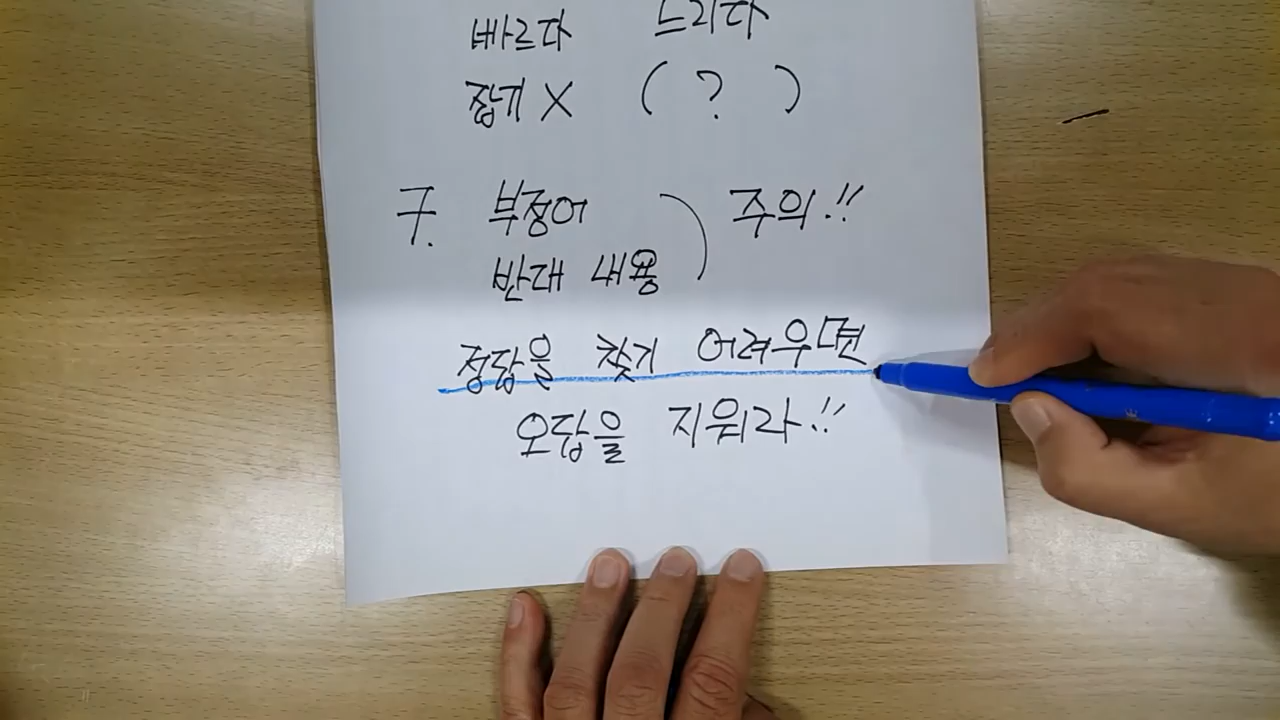 빠르다 느리다
잡기 X ( ? )
7. 부정어 주의!!
반대 내용
정답을 찾기 어려우면
오답을 지워라!!